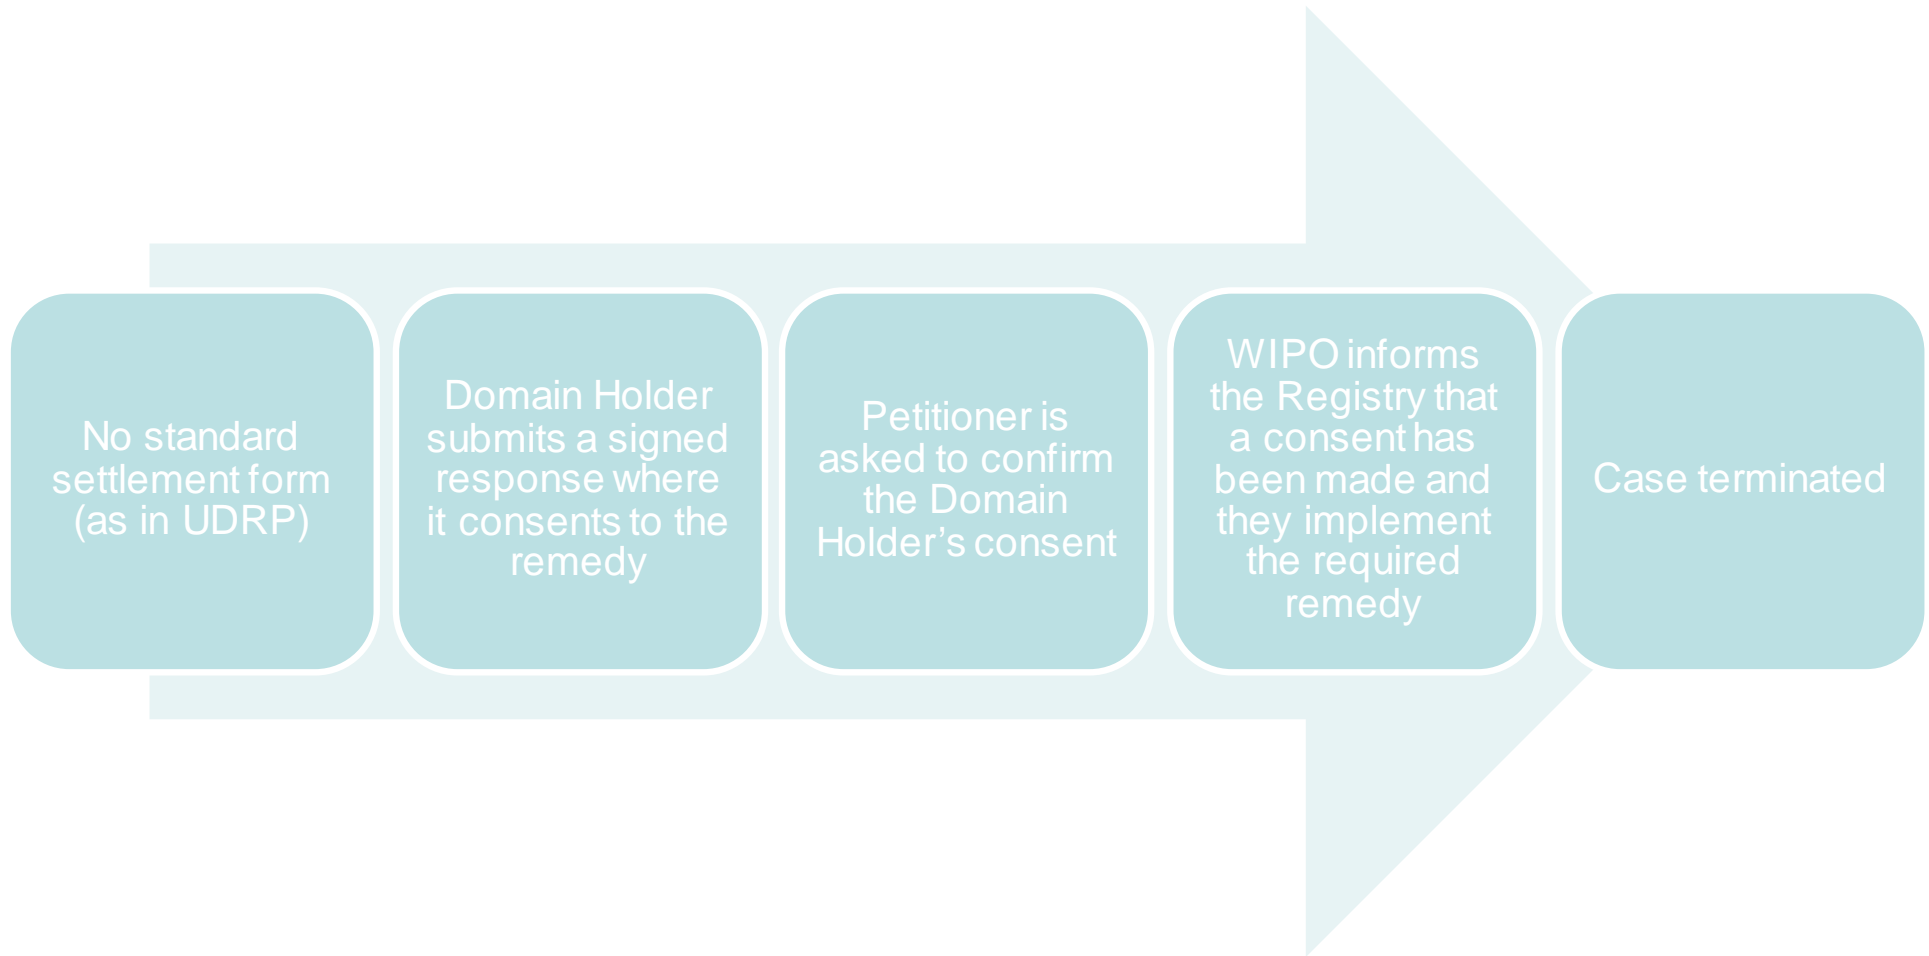 No standard
settlement form
(as in UDRP)
Domain Holder
submits a signed
response where
it consents to the
remedy
Petitioner is
asked to confirm
the Domain
Holder’s consent
WIPO informs
the Registry that
a consent has
been made and
they implement
the required
remedy
Case terminated